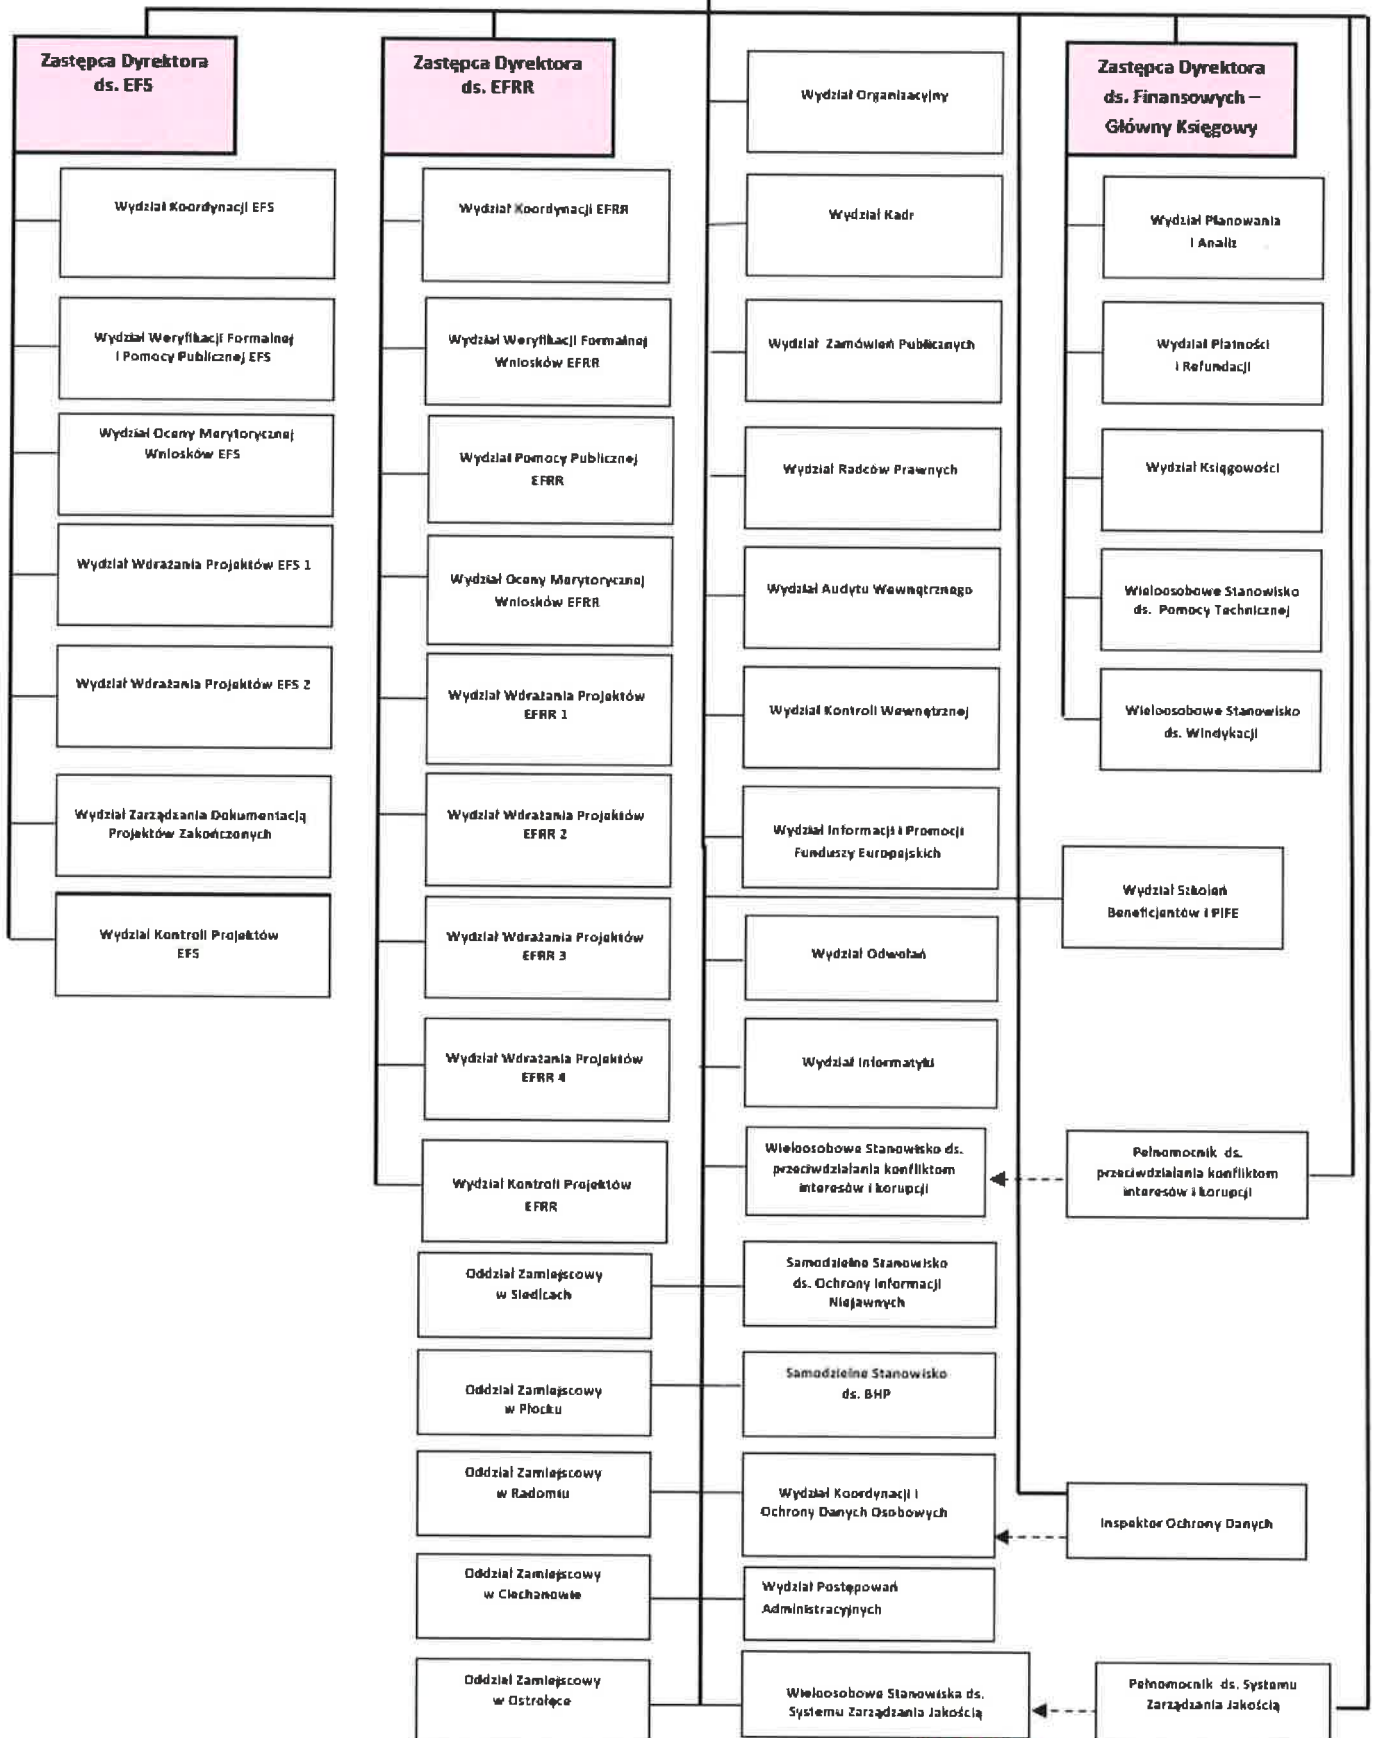 Zastępca Dyrektora
ds. EFS
Wydział Koordynacji EFS
Wydział Weryfikacji Formalnej
i Pomocy Publicznej EFS
Wydział Oceny Merytorycznej
Wniosków EFS
Wydział Wdrażania Projektów EFS 1
Wydział Wdrażania Projektów EFS 2
Wydział Zarządzania Dokumentacją
Projektów Zakończonych
Wydział Kontroli Projektów
EFS
Zastępca Dyrektora
ds. EFRR
Wydział Koordynacji EFRR
Wydział Weryfikacji Formalnej
Wniosków EFRR
Wydział Pomocy Publicznej
EFRR
Wydział Oceny Merytorycznej
Wniosków EFRR
Wydział Wdrażania Projektów
EFRR 1
Wydział Wdrażania Projektów
EFRR 2
Wydział Wdrażania Projektów
EFRR 3
Wydział Wdrażania Projektów
EFRR 4
Wydział Kontroli Projektów
EFRR
Oddział Zamiejscowy
w Siedlcach
Oddział Zamiejscowy
w Płocku
Oddział Zamiejscowy
w Radomiu
Oddział Zamiejscowy
w Ciechanowie
Oddział Zamiejscowy
w Ostrołęce
Wydział Organizacyjny
Wydział Kadr
Wydział Zamówień Publicznych
Wydział Radców Prawnych
Wydział Audytu Wewnętrznego
Wydział Kontroli Wewnętrznej
Wydział Informacji i Promocji
Funduszy Europejskich
Wydział Odwołań
Wydział Informatyki
Wieloosobowe Stanowisko ds.
przeciwdziałania konfliktom
interesów i korupcji
Samodzielne Stanowisko
ds. Ochrony Informacji
Niejawnych
Samodzielne Stanowisko
ds. BHP
Wydział Koordynacji i
Ochrony Danych Osobowych
Wydział Postępowań
Administracyjnych
Wieloosobowe Stanowiska ds.
Systemu Zarządzania Jakością
Zastępca Dyrektora
ds. Finansowych –
Główny Księgowy
Wydział Planowania
i Analiz
Wydział Płatności
i Refundacji
Wydział Księgowości
Wieloosobowe Stanowisko
ds. Pomocy Technicznej
Wieloosobowe Stanowisko
ds. Windykacji
Wydział Szkoleń
Beneficjentów i PIFE
Pełnomocnik ds.
przeciwdziałania konfliktom
interesów i korupcji
Inspektor Ochrony Danych
Pełnomocnik ds. Systemu
Zarządzania Jakością